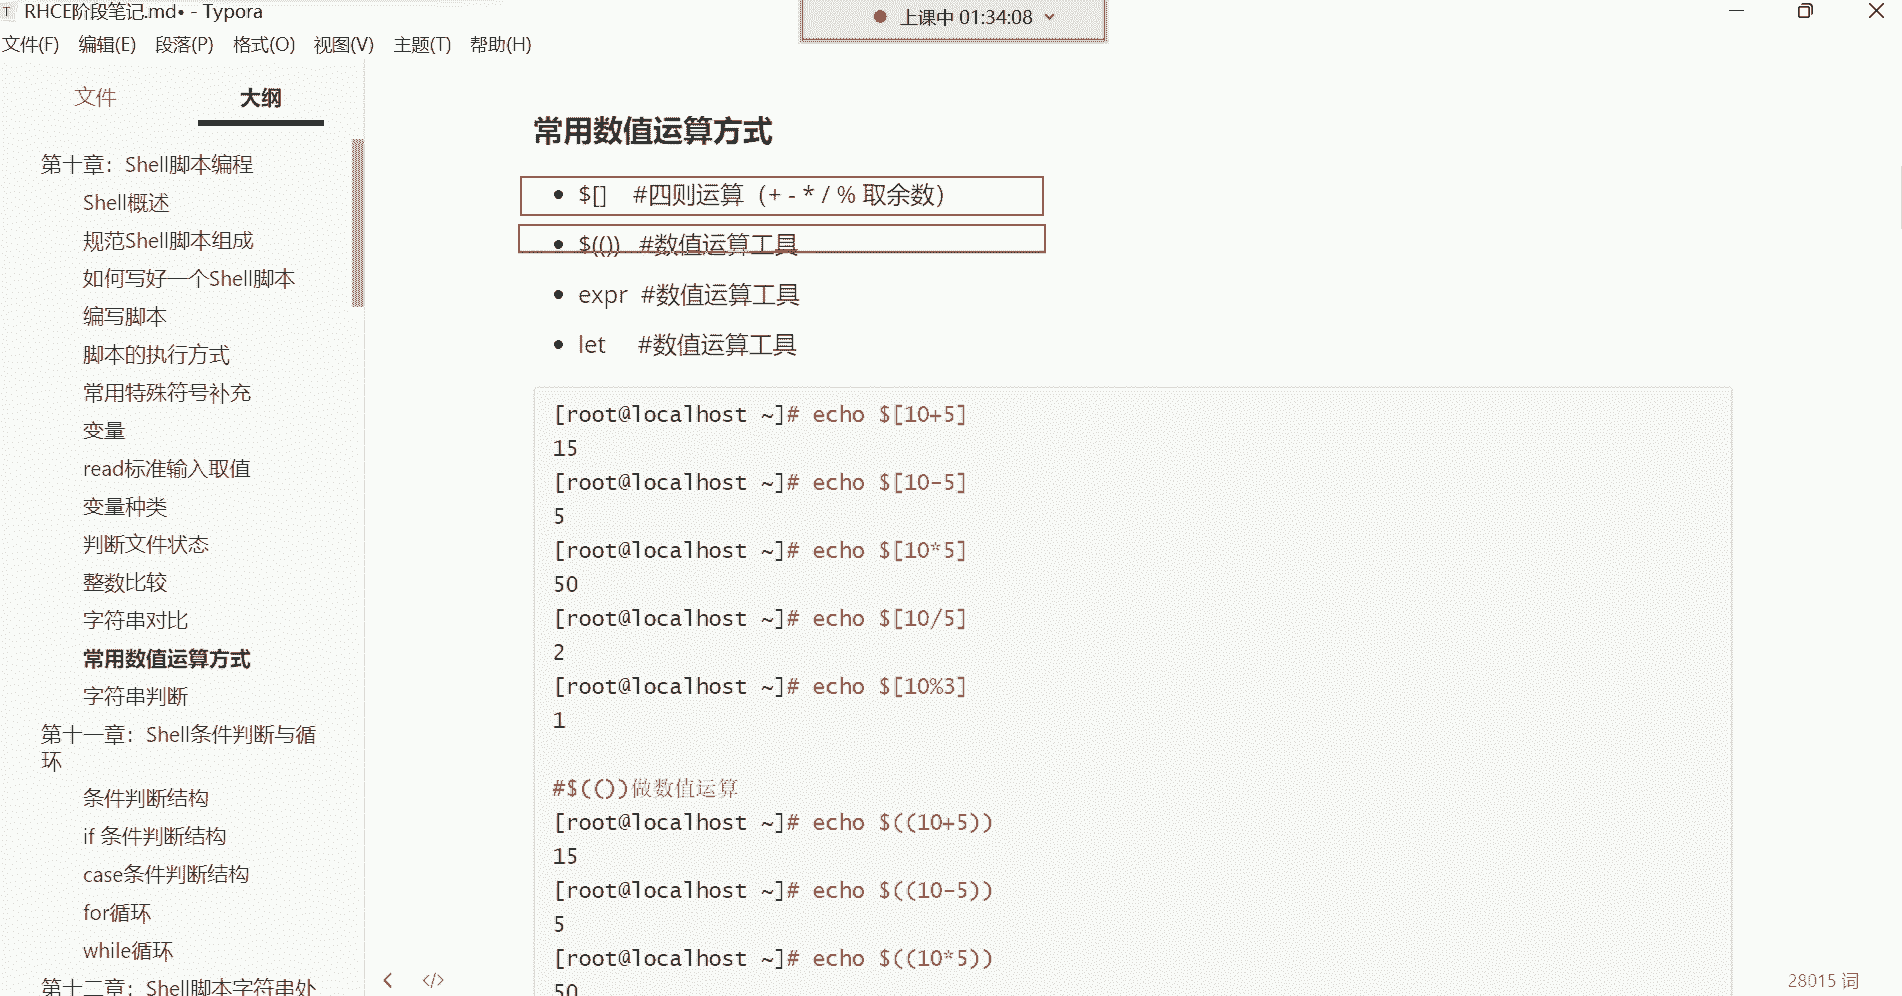 RHCE阶段笔记.md• - Typora
上课中 01:34:08
文件(F) 编辑(E) 段落(P) 格式(O) 视图(V) 主题(T) 帮助(H)
文件 大纲
第十章：Shell脚本编程
Shell概述
规范Shell脚本组成
如何写好一个Shell脚本
编写脚本
脚本的执行方式
常用特殊符号补充
变量
read标准输入取值
变量种类
判断文件状态
整数比较
字符串对比
常用数值运算方式
字符串判断
第十一章：Shell条件判断与循
环
条件判断结构
if 条件判断结构
case条件判断结构
for循环
while循环
第十二章：Shell脚本字符串处
常用数值运算方式
• $[] #四则运算（+ - * / % 取余数）
• $(()) #数值运算工具
• expr #数值运算工具
• let #数值运算工具
[root@localhost ~]# echo $[10+5]
15
[root@localhost ~]# echo $[10-5]
5
[root@localhost ~]# echo $[10*5]
50
[root@localhost ~]# echo $[10/5]
2
[root@localhost ~]# echo $[10%3]
1
#$(())做数值运算
[root@localhost ~]# echo $((10+5))
15
[root@localhost ~]# echo $((10-5))
5
[root@localhost ~]# echo $((10*5))
50
28015 词